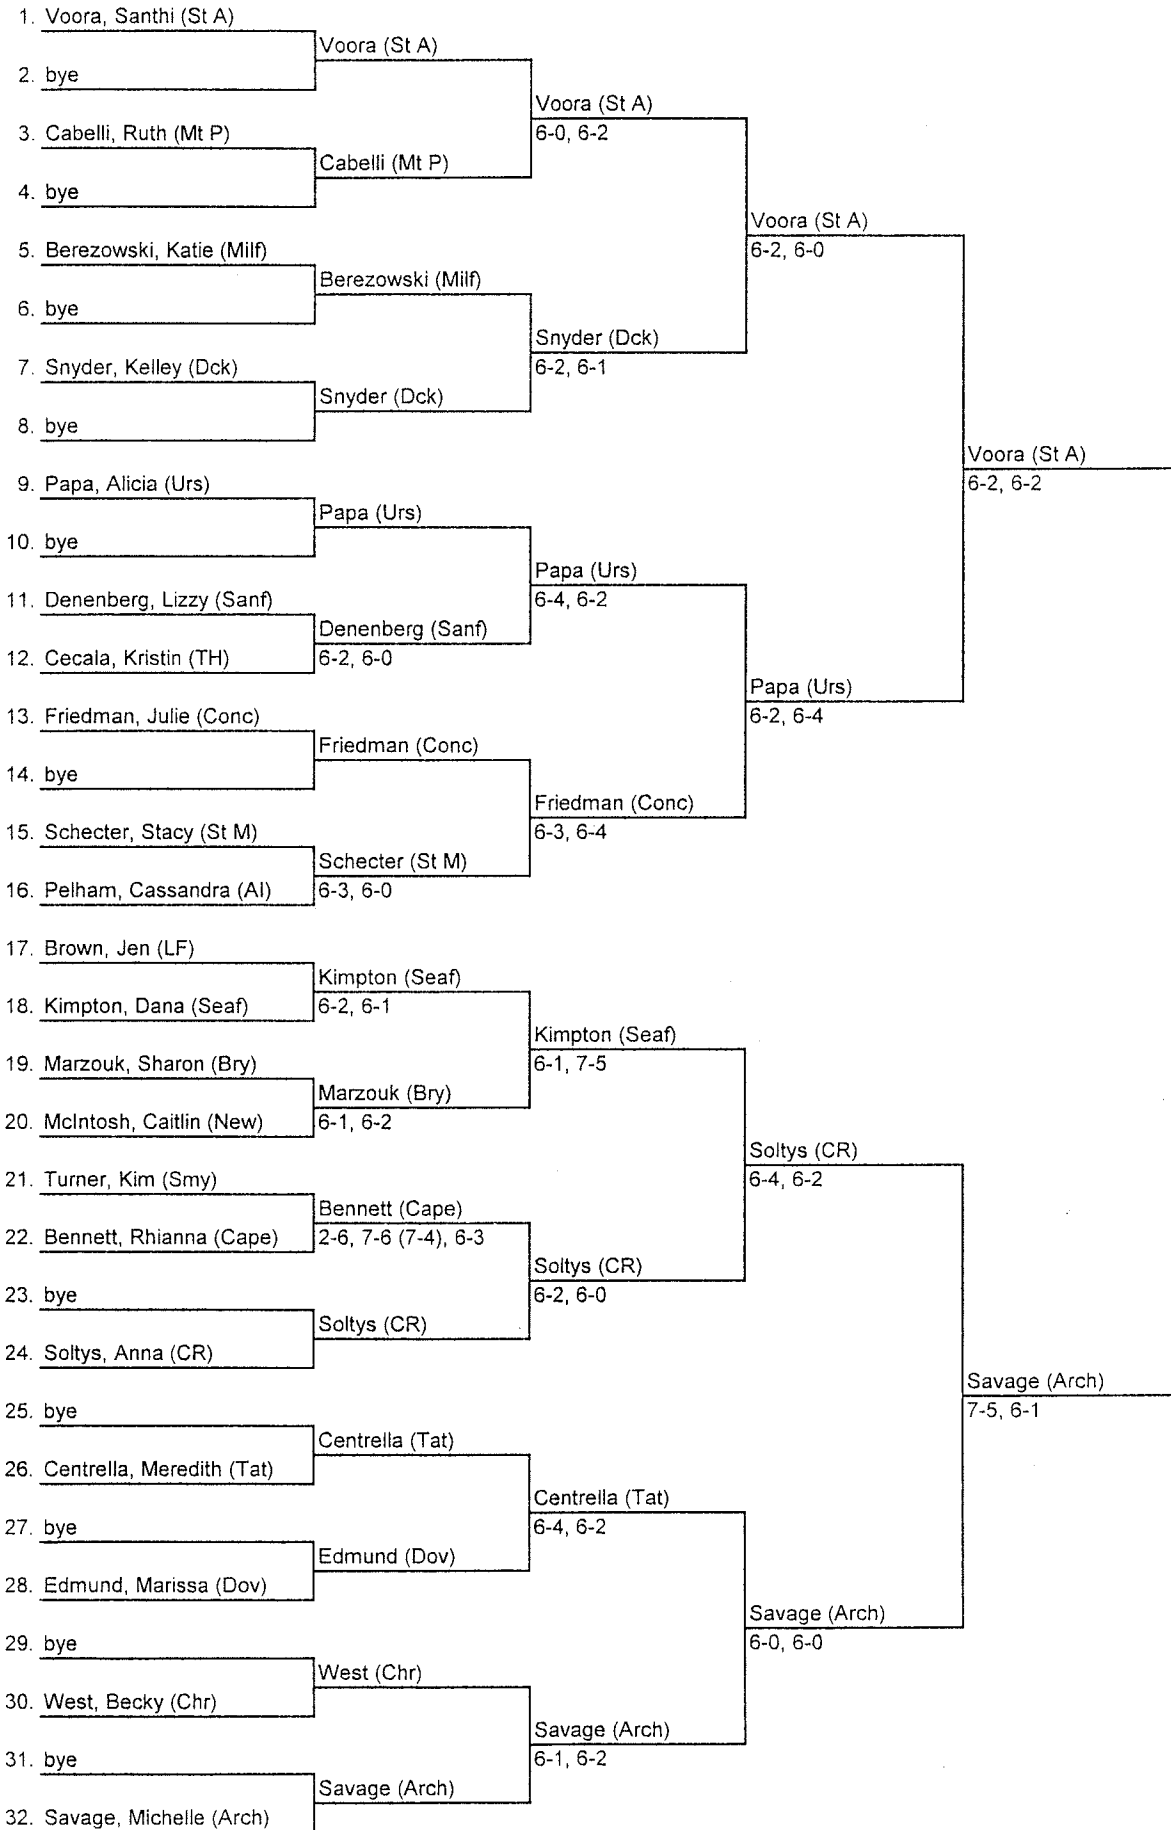 1. Voora, Santhi (St A)
2. bye
3. Cabelli, Ruth (Mt P)
4. bye
5. Berezowski, Katie (Milf)
6. bye
7. Snyder, Kelley (Dck)
8. bye
9. Papa, Alicia (Urs)
10. bye
11. Denenberg, Lizzy (Sanf)
12. Cecala, Kristin (TH)
13. Friedman, Julie (Conc)
14. bye
15. Schecter, Stacy (St M)
16. Pelham, Cassandra (AI)
17. Brown, Jen (LF)
18. Kimpton, Dana (Seaf)
19. Marzouk, Sharon (Bry)
20. McIntosh, Caitlin (New)
21. Turner, Kim (Smy)
22. Bennett, Rhianna (Cape)
23. bye
24. Soltys, Anna (CR)
25. bye
26. Centrella, Meredith (Tat)
27. bye
28. Edmund, Marissa (Dov)
29. bye
30. West, Becky (Chr)
31. bye
32. Savage, Michelle (Arch)
Voora (St A)
Cabelli (Mt P)
Berezowski (Milf)
Snyder (Dck)
Papa (Urs)
Denenberg (Sanf)
6-2, 6-0
Friedman (Conc)
Schecter (St M)
6-3, 6-0
Kimpton (Seaf)
6-2, 6-1
Marzouk (Bry)
6-1, 6-2
Bennett (Cape)
2-6, 7-6 (7-4), 6-3
Soltys (CR)
Centrella (Tat)
Edmund (Dov)
West (Chr)
Savage (Arch)
Voora (St A)
6-0, 6-2
Snyder (Dck)
6-2, 6-1
Papa (Urs)
6-4, 6-2
Friedman (Conc)
6-3, 6-4
Kimpton (Seaf)
6-1, 7-5
Soltys (CR)
6-2, 6-0
Centrella (Tat)
6-4, 6-2
Savage (Arch)
6-1, 6-2
Voora (St A)
6-2, 6-0
Papa (Urs)
6-2, 6-4
Soltys (CR)
6-4, 6-2
Savage (Arch)
6-0, 6-0
Voora (St A)
6-2, 6-2
Savage (Arch)
7-5, 6-1